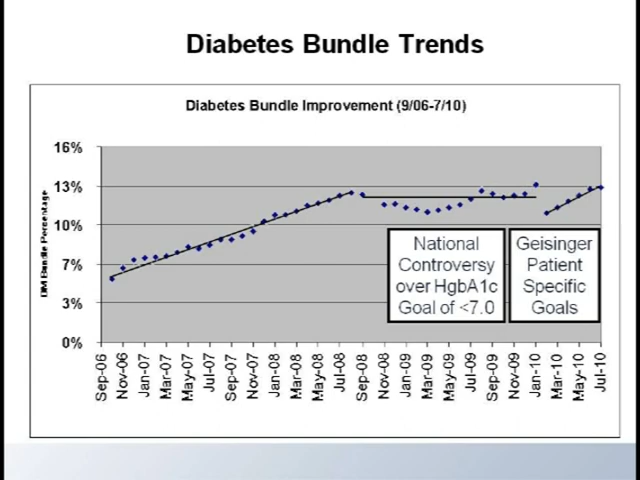 Diabetes Bundle Trends
Diabetes Bundle Improvement (9/06-7/10)
DM Bundle Percentage
16%
13%
10%
7%
3%
0%
National
Controversy
over HgbA1c
Goal of <7.0
Geisinger
Patient
Specific
Goals
Sep-06
Nov-06
Jan-07
Mar-07
May-07
Jul-07
Sep-07
Nov-07
Jan-08
Mar-08
May-08
Jul-08
Sep-08
Nov-08
Jan-09
Mar-09
May-09
Jul-09
Sep-09
Nov-09
Jan-10
Mar-10
May-10
Jul-10